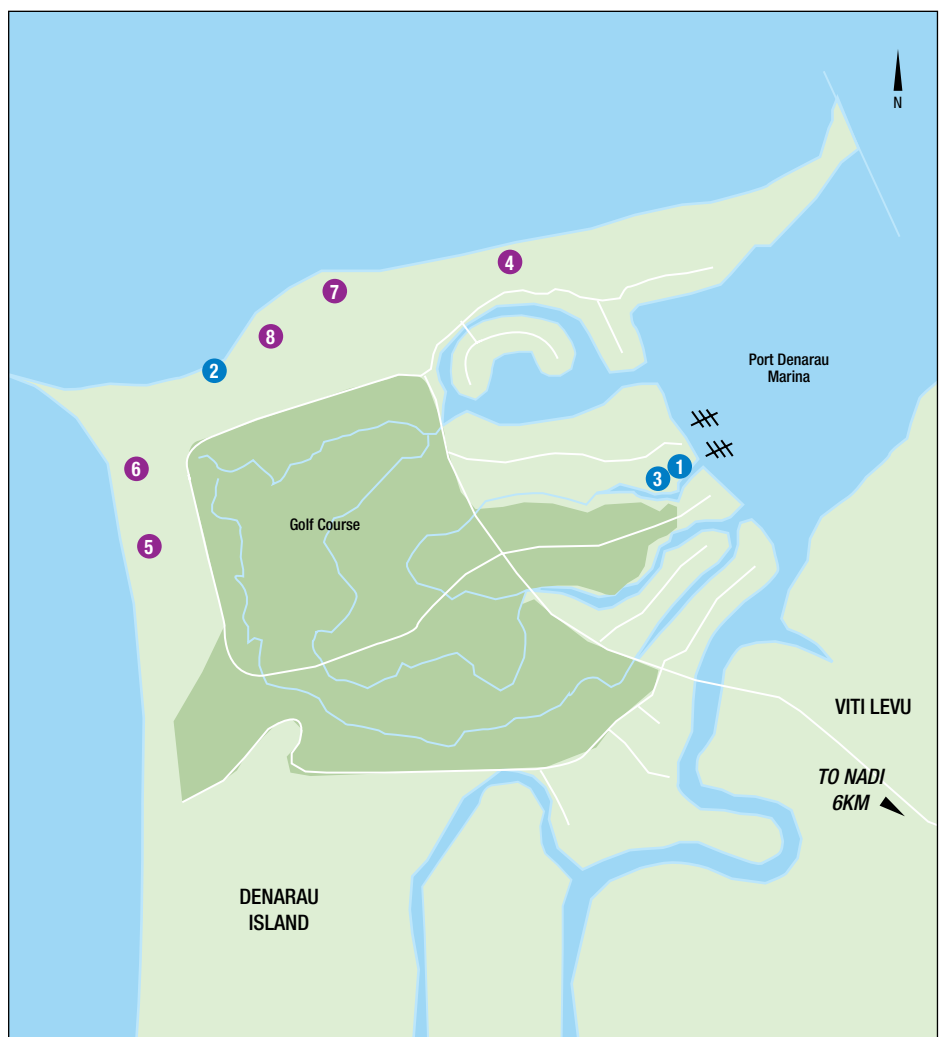 N
4
7
8
2
Port Denarau
Marina
6
1
3
Golf Course
5
VITI LEVU
TO NADI
6KM
DENARAU
ISLAND